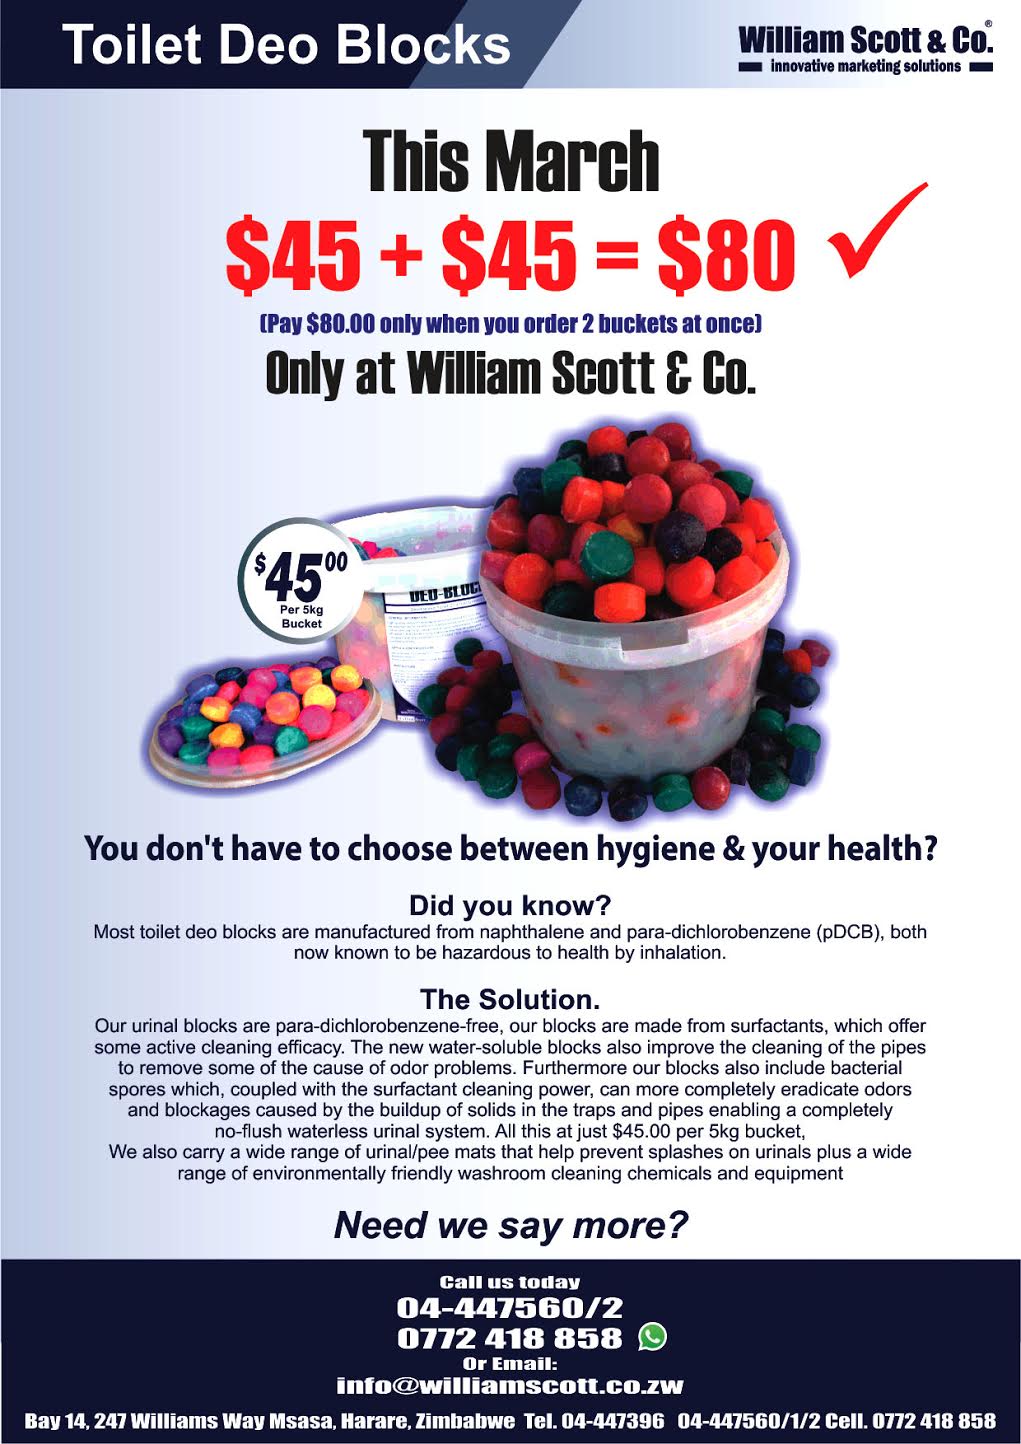 Toilet Deo Blocks
William Scott & Co.®
innovative marketing solutions
This March
$45 + $45 = $80
(Pay $80.00 only when you order 2 buckets at once)
Only at William Scott & Co.
$45.00
Per 5kg
Bucket
DEO-BLOC
You don't have to choose between hygiene & your health?
Did you know?
Most toilet deo blocks are manufactured from naphthalene and para-dichlorobenzene (pDCB), both
now known to be hazardous to health by inhalation.
The Solution.
Our urinal blocks are para-dichlorobenzene-free, our blocks are made from surfactants, which offer
some active cleaning efficacy. The new water-soluble blocks also improve the cleaning of the pipes
to remove some of the cause of odor problems. Furthermore our blocks also include bacterial
spores which, coupled with the surfactant cleaning power, can more completely eradicate odors
and blockages caused by the buildup of solids in the traps and pipes enabling a completely
no-flush waterless urinal system. All this at just $45.00 per 5kg bucket,
We also carry a wide range of urinal/pee mats that help prevent splashes on urinals plus a wide
range of environmentally friendly washroom cleaning chemicals and equipment
Need we say more?
Call us today
04-447560/2
0772 418 858
Or Email:
info@williamscott.co.zw
Bay 14, 247 Williams Way Msasa, Harare, Zimbabwe Tel. 04-447396 04-447560/1/2 Cell. 0772 418 858